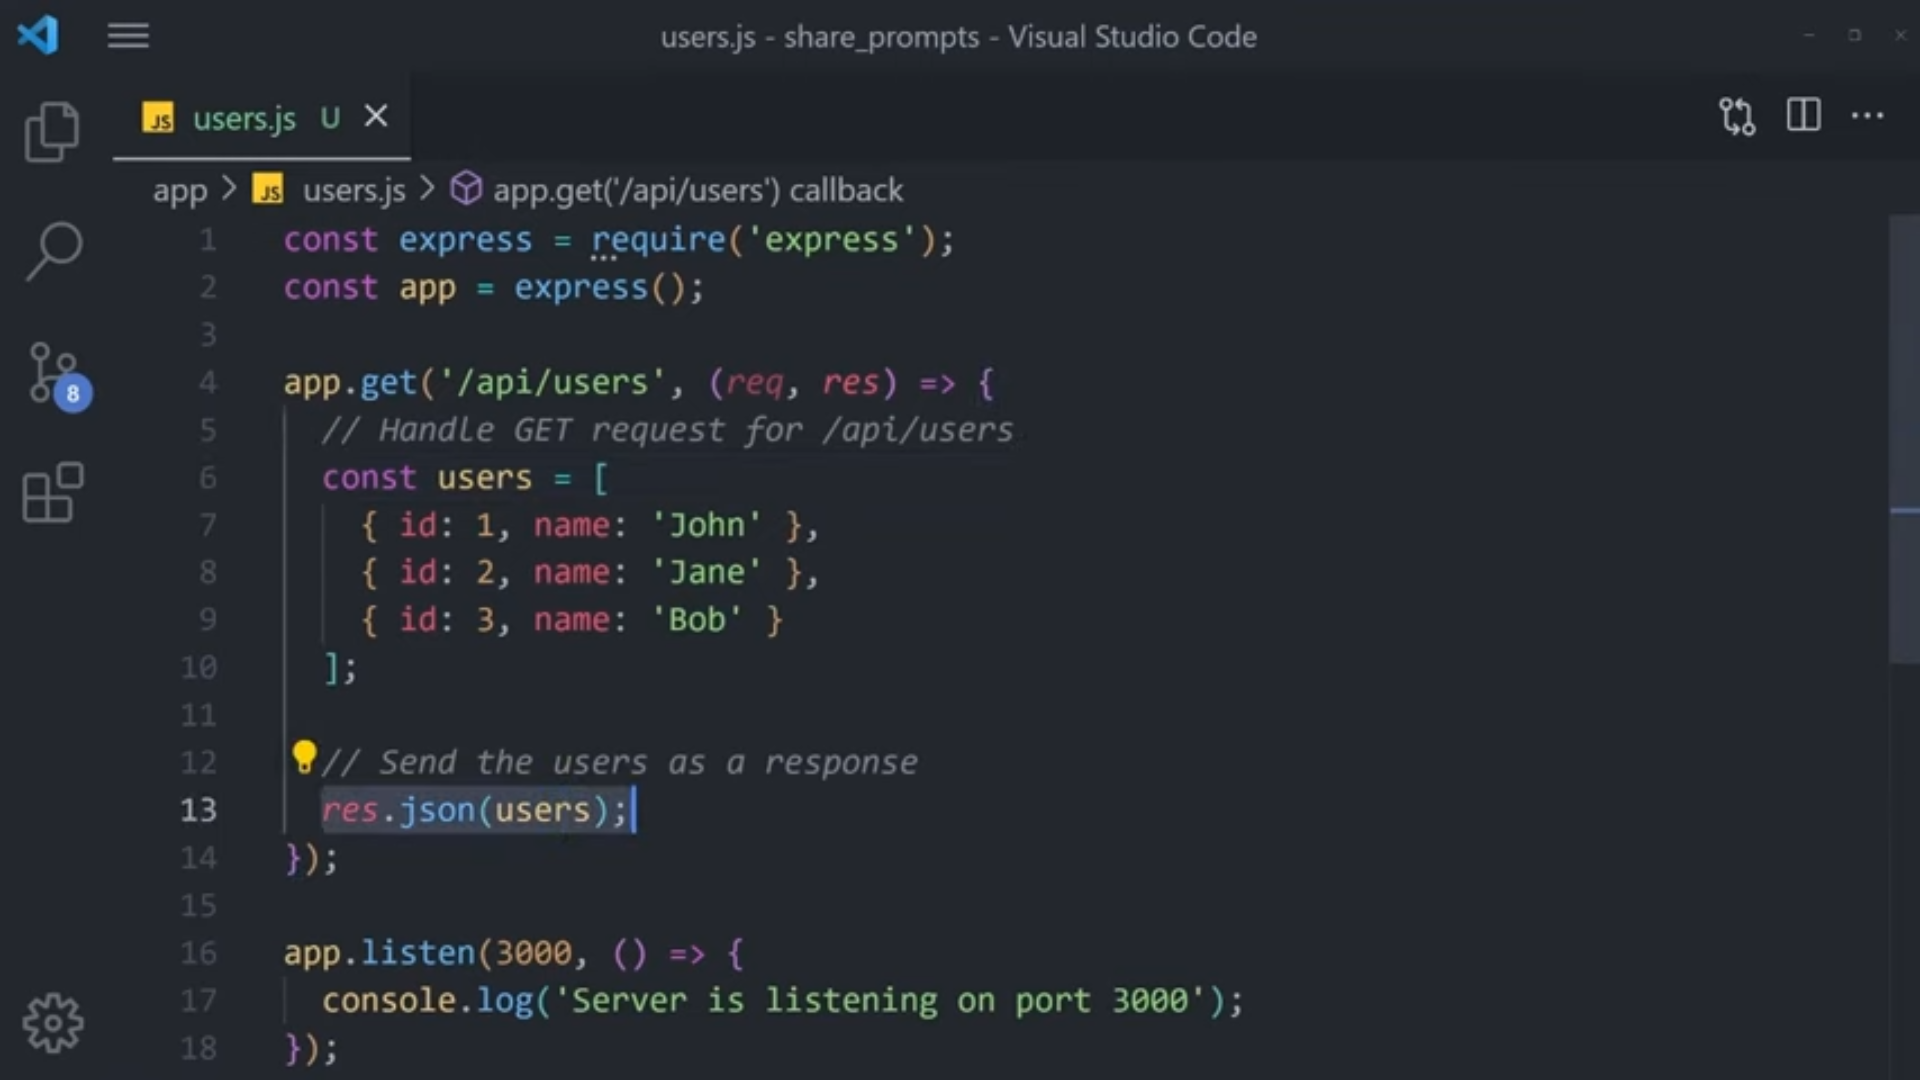 users.js - share_prompts - Visual Studio Code
JS users.js U
app > JS users.js > app.get('/api/users') callback
1 const express = require('express');
2 const app = express();
3
4 app.get('/api/users', (req, res) => {
5 // Handle GET request for /api/users
6 const users = [
7 { id: 1, name: 'John' },
8 { id: 2, name: 'Jane' },
9 { id: 3, name: 'Bob' }
10 ];
11
12 // Send the users as a response
13 res.json(users);
14 });
15
16 app.listen(3000, () => {
17 console.log('Server is listening on port 3000');
18 });
8